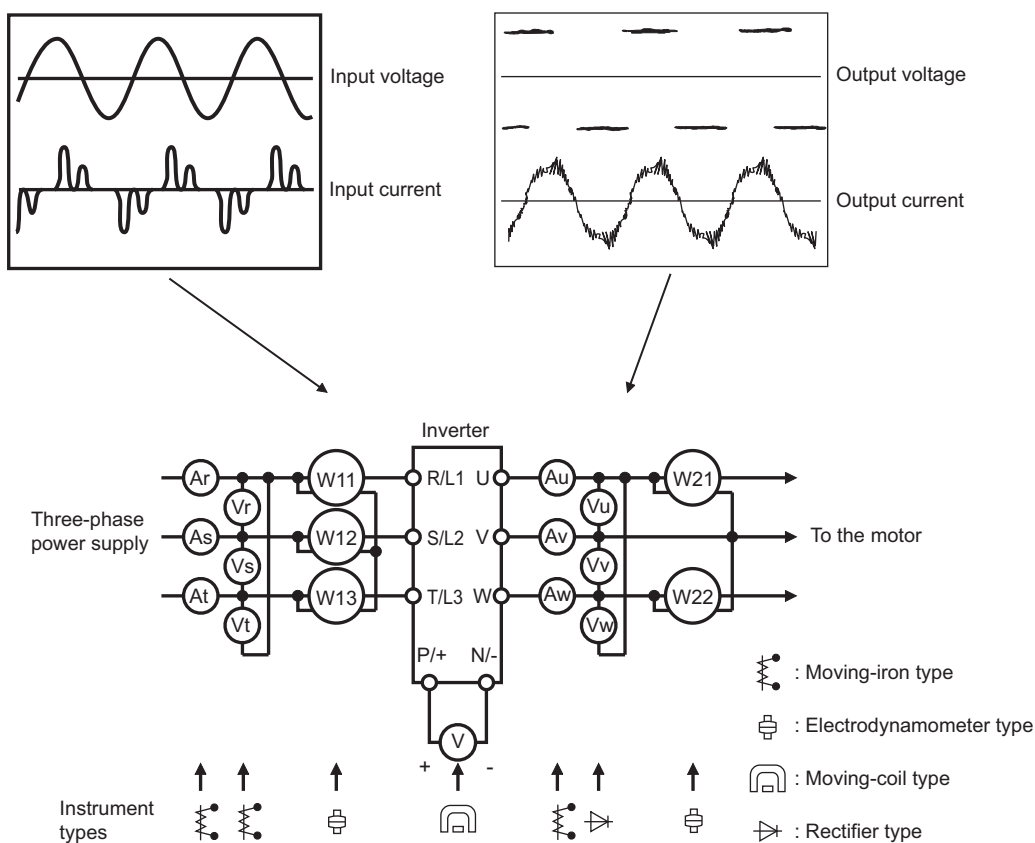 Input voltage
Input current
Output voltage
Output current
Inverter
Ar
W11
R/L1
U
Au
W21
Vr
Vu
Three-phase
power supply
As
W12
S/L2
V
Av
To the motor
Vs
Vv
At
W13
T/L3
W
Aw
W22
Vt
Vw
P/+
N/-
V
+
-
: Moving-iron type
: Electrodynamometer type
: Moving-coil type
: Rectifier type
Instrument
types